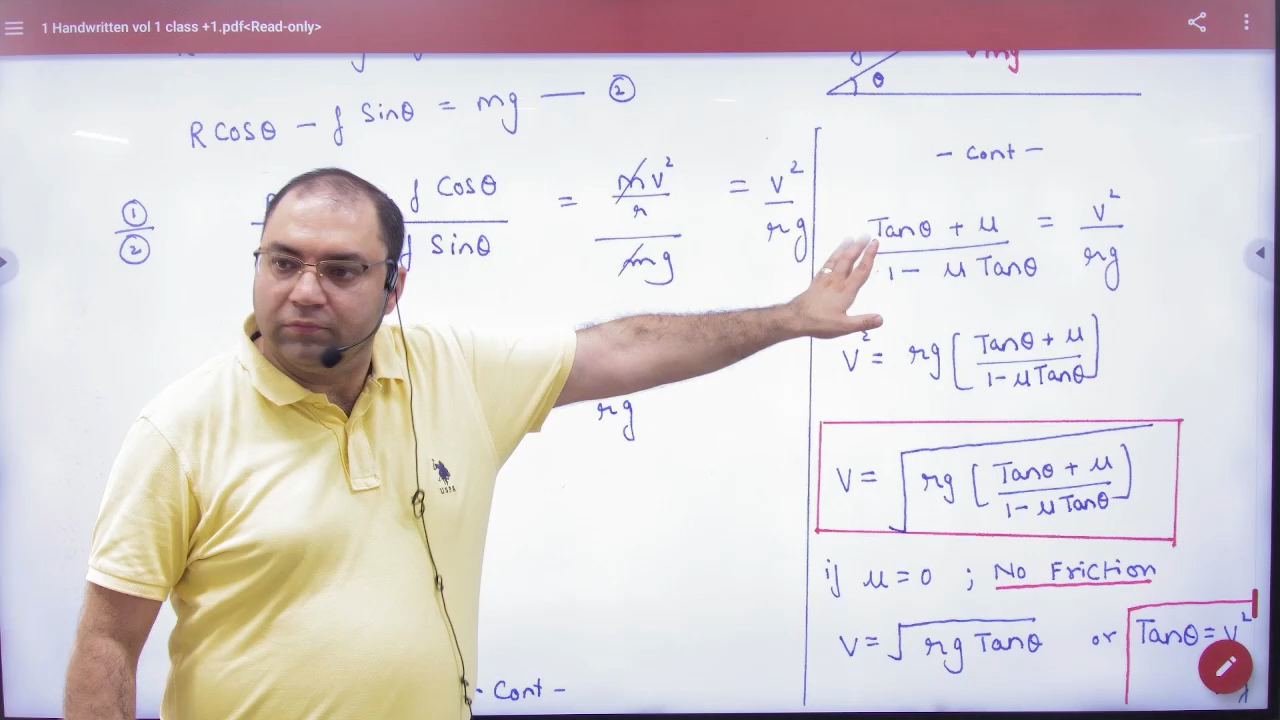 1 Handwritten vol 1 class +1.pdf<Read-only>
R Cosθ – f Sinθ = mg — ②
①/② f Cosθ / f Sinθ = (mv²/r)/(mg) = v²/rg
rg
- Cont -
U.S.P.A
mg
θ
- Cont -
(Tanθ + μ)/(1 - μ Tanθ) = v²/rg
v² = rg [(Tanθ + μ)/(1 - μ Tanθ)]
v = √(rg [(Tanθ + μ)/(1 - μ Tanθ)])
if μ = 0 ; No Friction
v = √(rg Tanθ) or Tanθ = v²